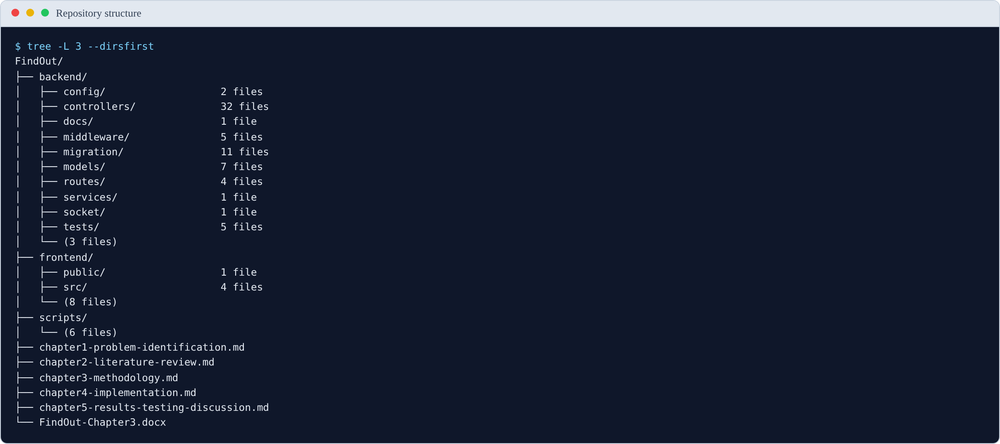 Repository structure
$ tree -L 3 --dirsfirst
FindOut/
├── backend/
│   ├── config/                   2 files
│   ├── controllers/              32 files
│   ├── docs/                     1 file
│   ├── middleware/               5 files
│   ├── migration/                11 files
│   ├── models/                   7 files
│   ├── routes/                   4 files
│   ├── services/                 1 file
│   ├── socket/                   1 file
│   ├── tests/                    5 files
│   └── (3 files)
├── frontend/
│   ├── public/                   1 file
│   ├── src/                      4 files
│   └── (8 files)
├── scripts/
│   └── (6 files)
├── chapter1-problem-identification.md
├── chapter2-literature-review.md
├── chapter3-methodology.md
├── chapter4-implementation.md
├── chapter5-results-testing-discussion.md
└── FindOut-Chapter3.docx